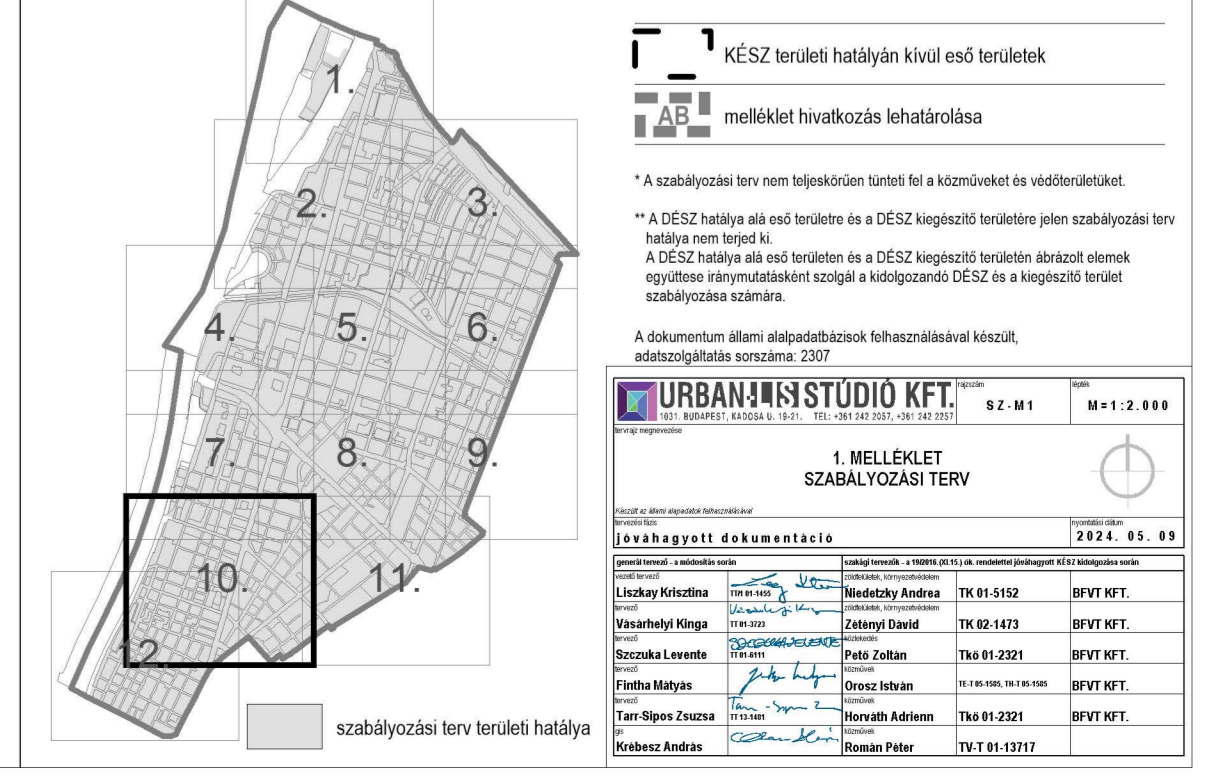 1.
2.
3.
4.
5.
6.
7.
8.
9.
10.
11.
12.
szabályozási terv területi hatálya
KÉSZ területi hatályán kívül eső területek
AB
melléklet hivatkozás lehatárolása
* A szabályozási terv nem teljeskörűen tünteti fel a közműveket és védőterületüket.
** A DÉSZ hatálya alá eső területre és a DÉSZ kiegészítő területére jelen szabályozási terv
hatálya nem terjed ki.
A DÉSZ hatálya alá eső területen és a DÉSZ kiegészítő területén ábrázolt elemek
együttese iránymutatásként szolgál a kidolgozandó DÉSZ és a kiegészítő terület
szabályozása számára.
A dokumentum állami alalpadatbázisok felhasználásával készült,
adatszolgáltatás sorszáma: 2307
URBAN-LIS STÚDIÓ KFT.
1031. BUDAPEST, KADOSA U. 19-21. TEL: +361 242 2057, +361 242 2257
rajzszám
SZ-M1
lépték
M=1:2.000
tervrajz megnevezése
1. MELLÉKLET
SZABÁLYOZÁSI TERV
Készült az állami alapadatok felhasználásával
tervezési fázis
jóváhagyott dokumentáció
nyomtatási dátum
2024. 05. 09
generál tervező - a módosítás során
szakági tervezők - a 19/2016.(XI.15.) ök. rendelettel jóváhagyott KÉSZ kidolgozása során
vezető tervező
Liszkay Krisztina TTM 01-1455
zöldfelületek, környezetvédelem
Niedetzky Andrea TK 01-5152 BFVT KFT.
tervező
Vásárhelyi Kinga TT 01-3723
zöldfelületek, környezetvédelem
Zétényi Dávid TK 02-1473 BFVT KFT.
tervező
Szczuka Levente TT 01-6111
közlekedés
Pető Zoltán Tkö 01-2321 BFVT KFT.
tervező
Fintha Mátyás
közművek
Orosz István TE-T 05-1585, TH-T 05-1585 BFVT KFT.
tervező
Tarr-Sipos Zsuzsa TT 13-1401
közművek
Horváth Adrienn Tkö 01-2321 BFVT KFT.
gis
Krébesz András
közművek
Román Péter TV-T 01-13717